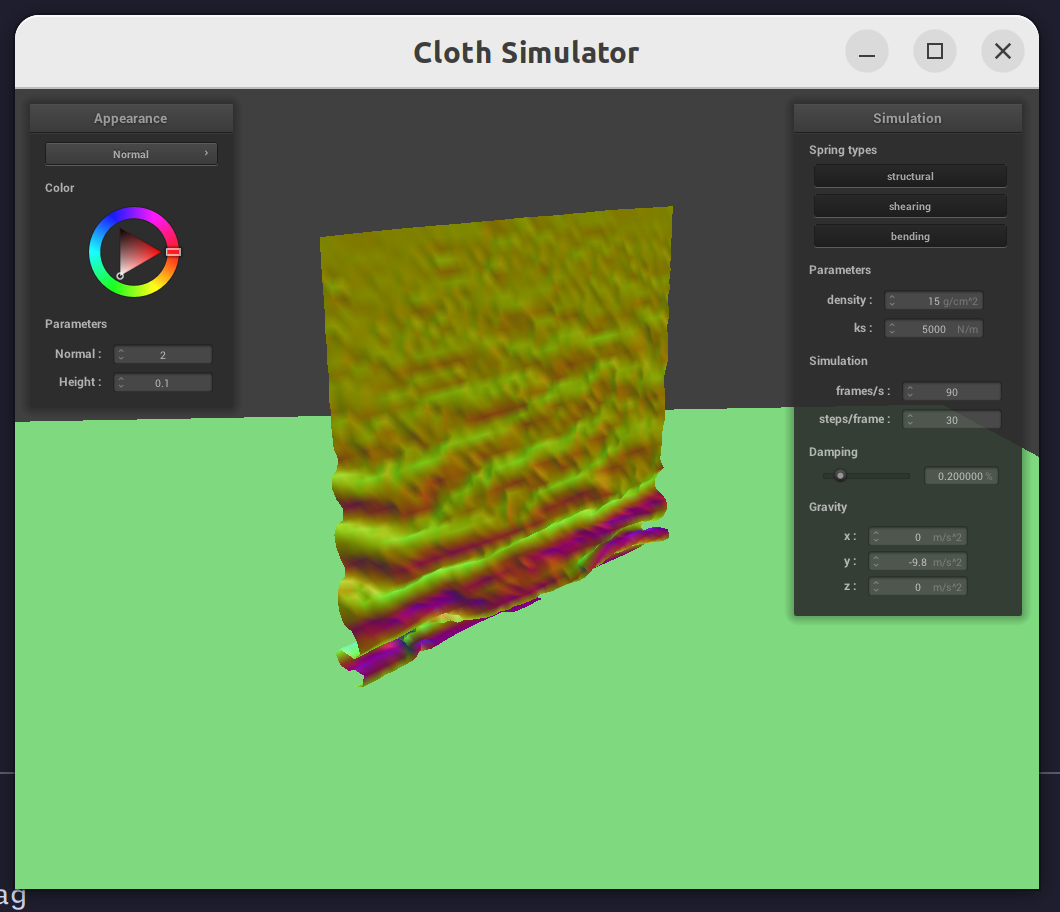 Cloth Simulator
Appearance
Normal
Color
Parameters
Normal : 2
Height : 0.1
Simulation
Spring types
structural
shearing
bending
Parameters
density : 15 g/cm^2
ks : 5000 N/m
Simulation
frames/s : 90
steps/frame : 30
Damping
0.200000 %
Gravity
x : 0 m/s^2
y : -9.8 m/s^2
z : 0 m/s^2
ag